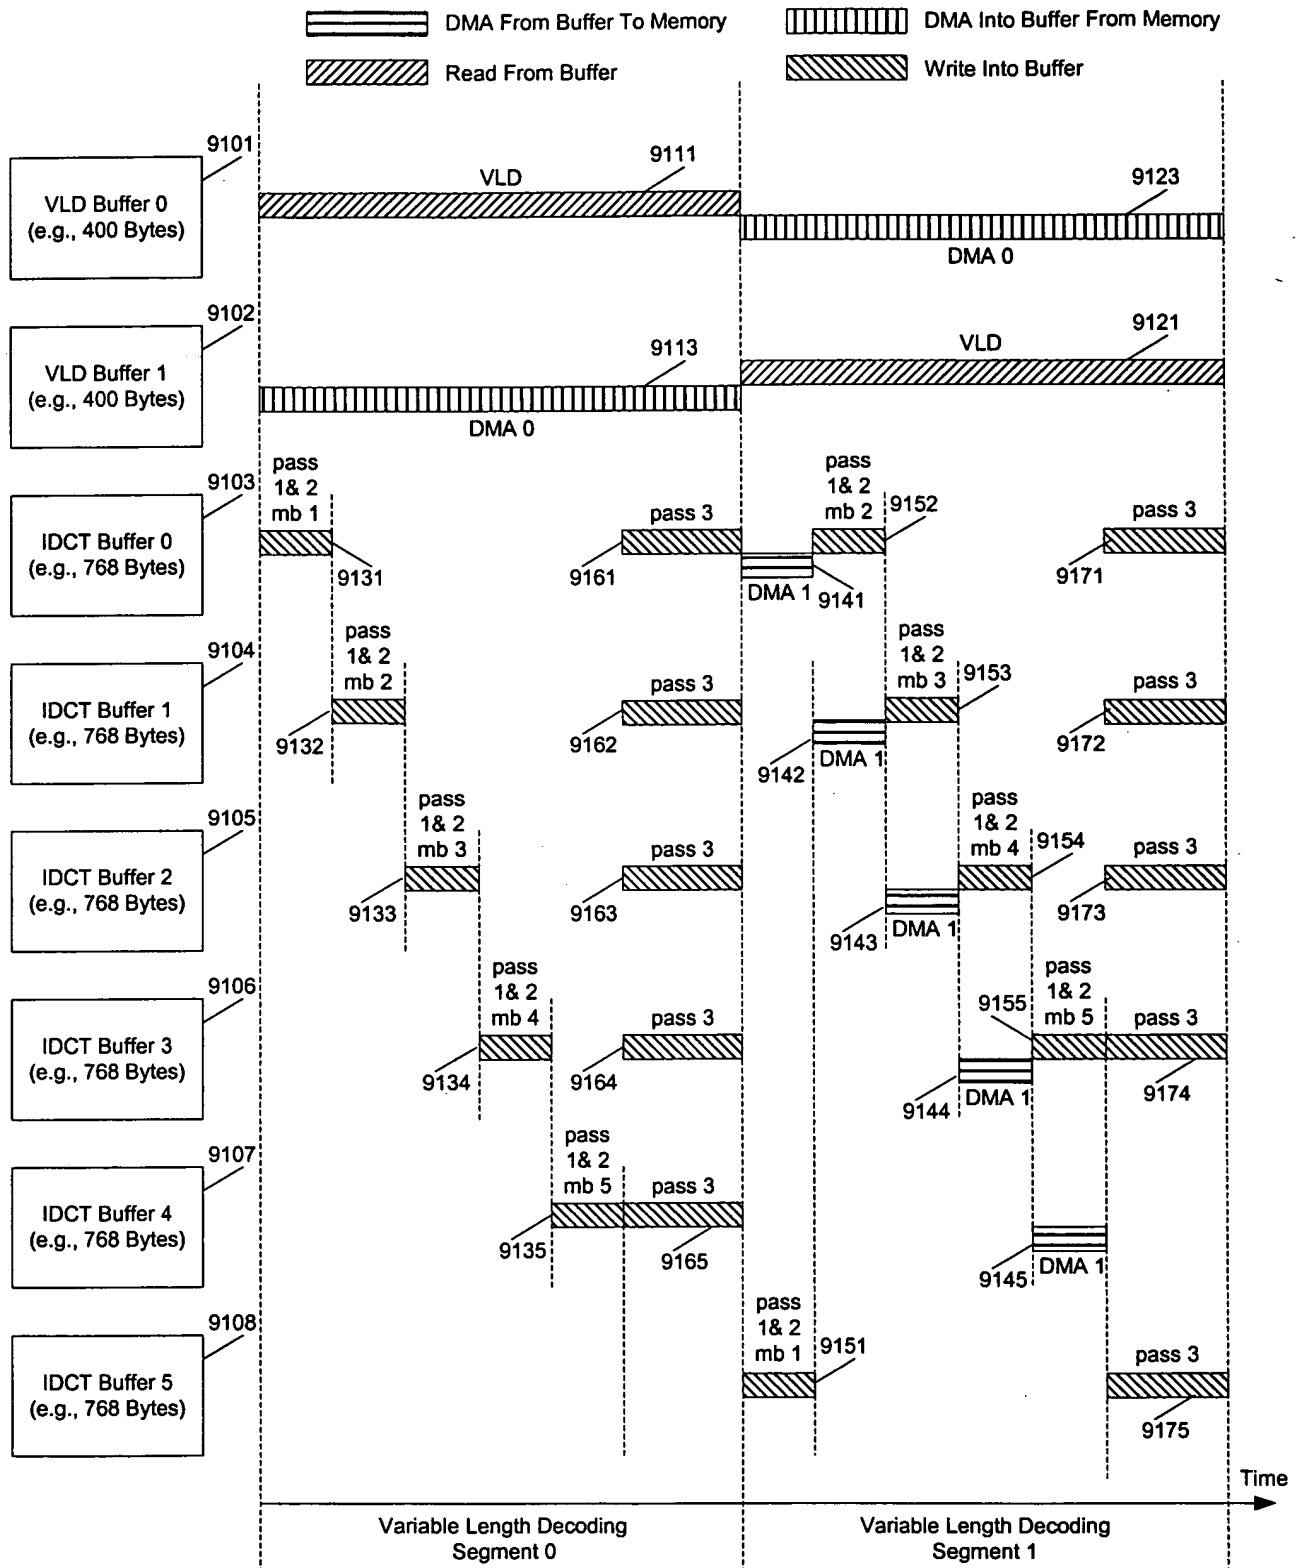 DMA From Buffer To Memory
DMA Into Buffer From Memory
Read From Buffer
Write Into Buffer
9101
VLD Buffer 0
(e.g., 400 Bytes)
VLD
9111
9123
DMA 0
9102
VLD Buffer 1
(e.g., 400 Bytes)
9113
DMA 0
VLD
9121
9103
IDCT Buffer 0
(e.g., 768 Bytes)
pass
1& 2
mb 1
9131
pass 3
9161
DMA 1
9141
pass
1& 2
mb 2
9152
pass 3
9171
9104
IDCT Buffer 1
(e.g., 768 Bytes)
pass
1& 2
mb 2
9132
pass 3
9162
9142
DMA 1
pass
1& 2
mb 3
9153
pass 3
9172
9105
IDCT Buffer 2
(e.g., 768 Bytes)
pass
1& 2
mb 3
9133
pass 3
9163
9143
DMA 1
pass
1& 2
mb 4
9154
pass 3
9173
9106
IDCT Buffer 3
(e.g., 768 Bytes)
pass
1& 2
mb 4
9134
pass 3
9164
9144
DMA 1
9155
pass
1& 2
mb 5
pass 3
9174
9107
IDCT Buffer 4
(e.g., 768 Bytes)
pass
1& 2
mb 5
9135
pass 3
9165
9145
DMA 1
9108
IDCT Buffer 5
(e.g., 768 Bytes)
pass
1& 2
mb 1
9151
pass 3
9175
Time
Variable Length Decoding
Segment 0
Variable Length Decoding
Segment 1